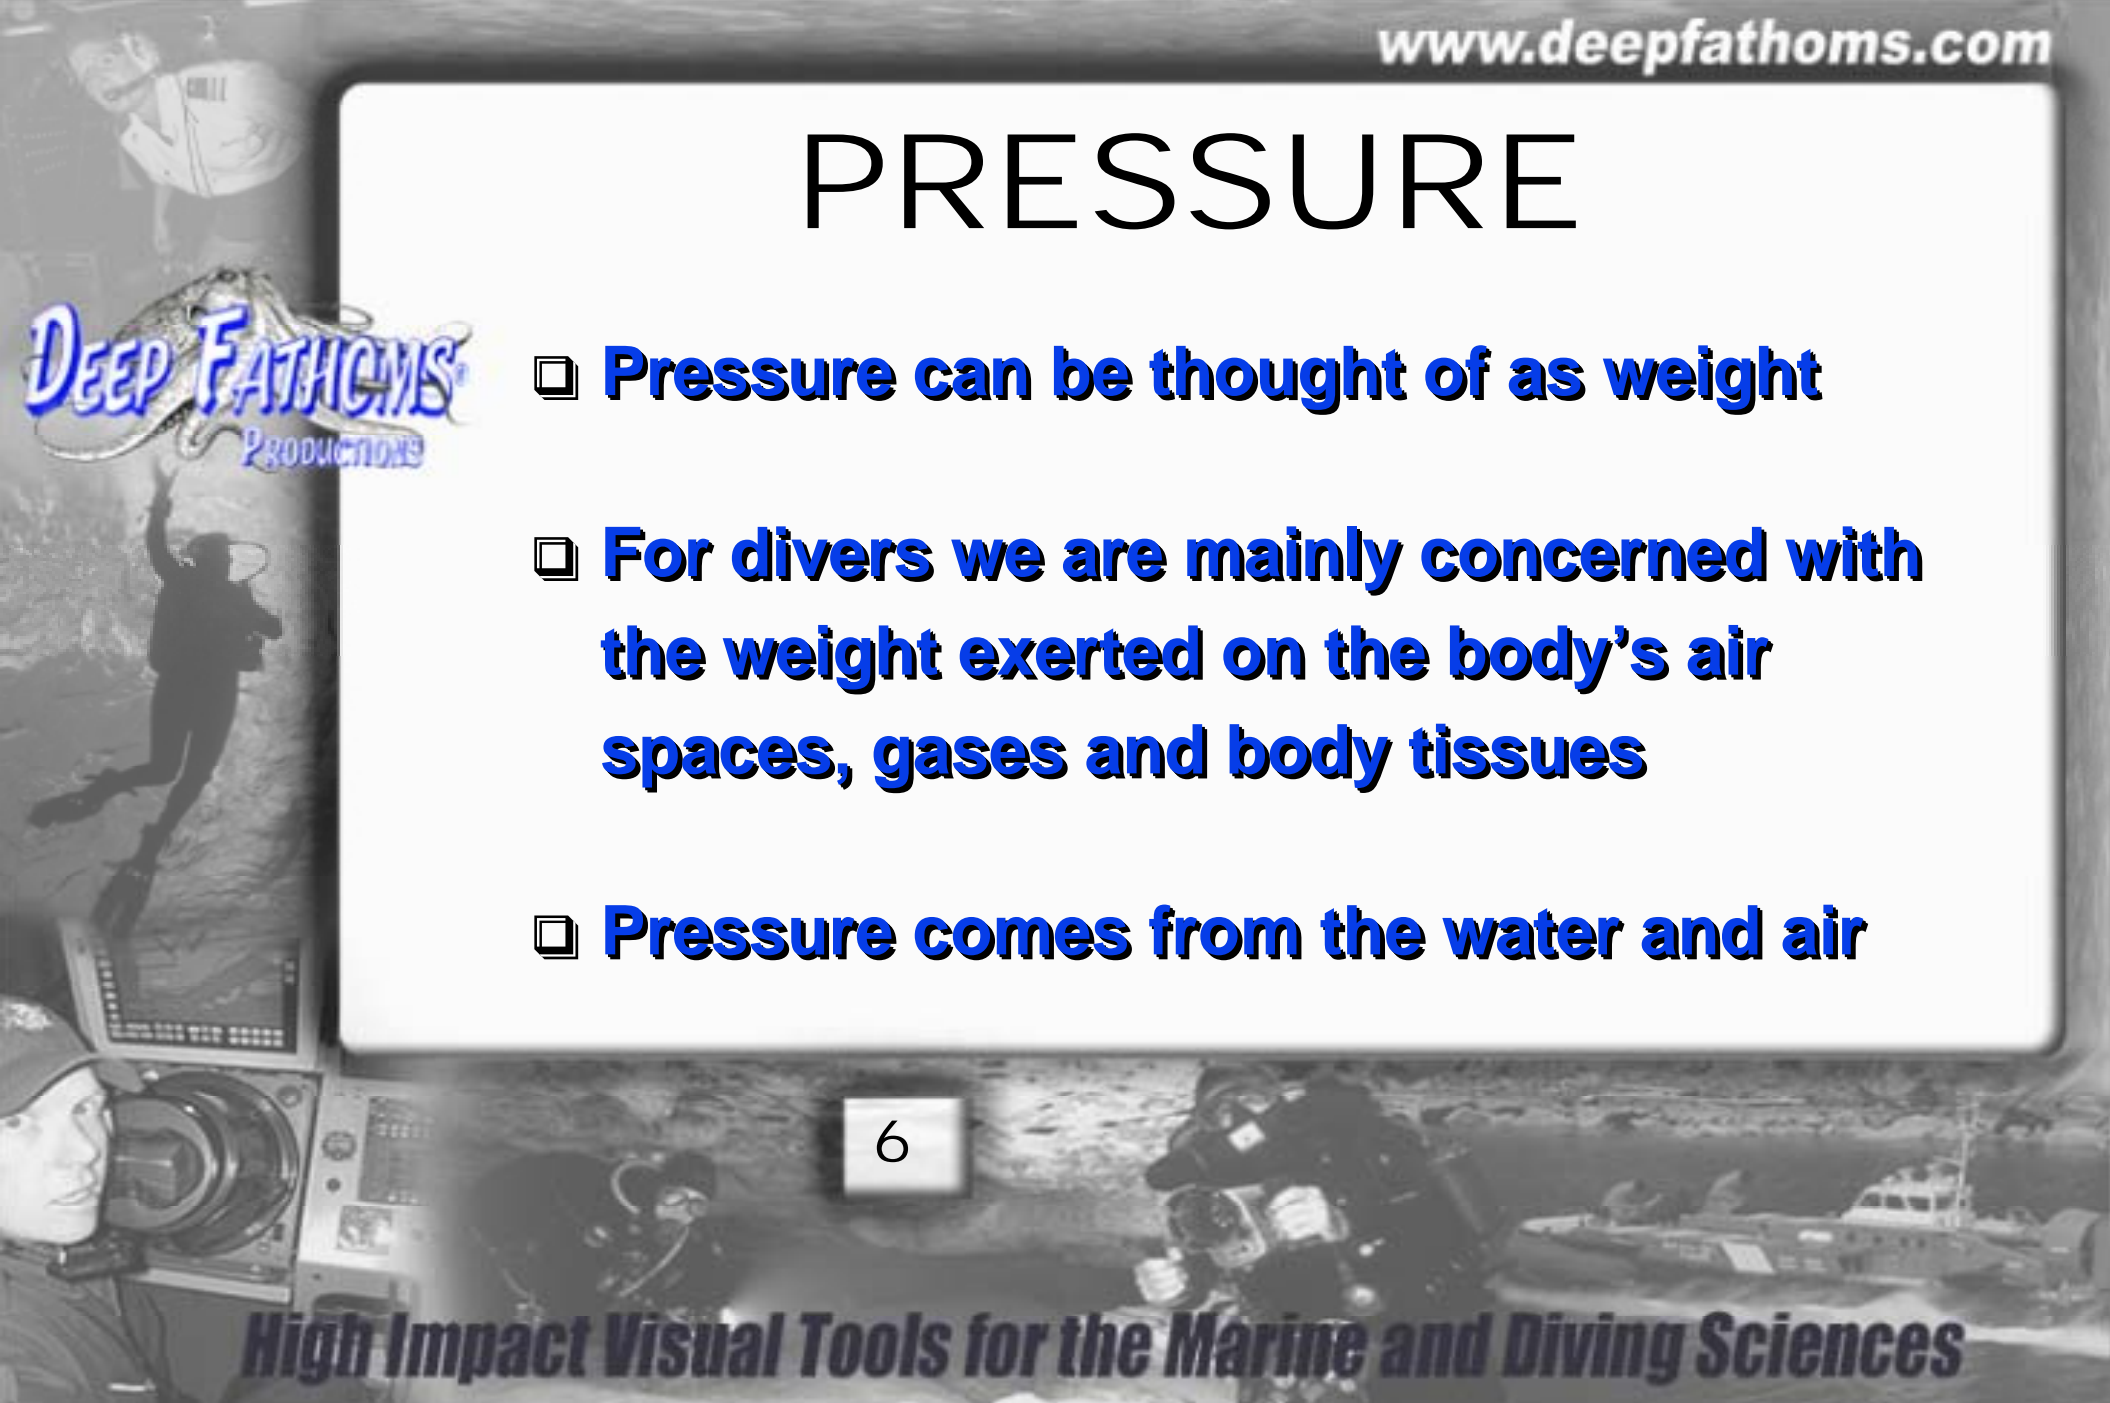 www.deepfathoms.com
PRESSURE
DEEP FATHOMS®
PRODUCTIONS
❑ Pressure can be thought of as weight
❑ For divers we are mainly concerned with
the weight exerted on the body’s air
spaces, gases and body tissues
❑ Pressure comes from the water and air
6
High Impact Visual Tools for the Marine and Diving Sciences